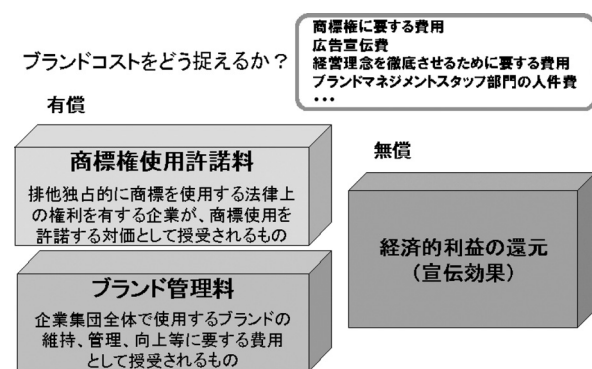 商標権に要する費用
広告宣伝費
経営理念を徹底させるために要する費用
ブランドマネジメントスタッフ部門の人件費
・・・
ブランドコストをどう捉えるか？
有償
商標権使用許諾料
排他独占的に商標を使用する法律上
の権利を有する企業が、商標使用を
許諾する対価として授受されるもの
ブランド管理料
企業集団全体で使用するブランドの
維持、管理、向上等に要する費用
として授受されるもの
無償
経済的利益の還元
（宣伝効果）